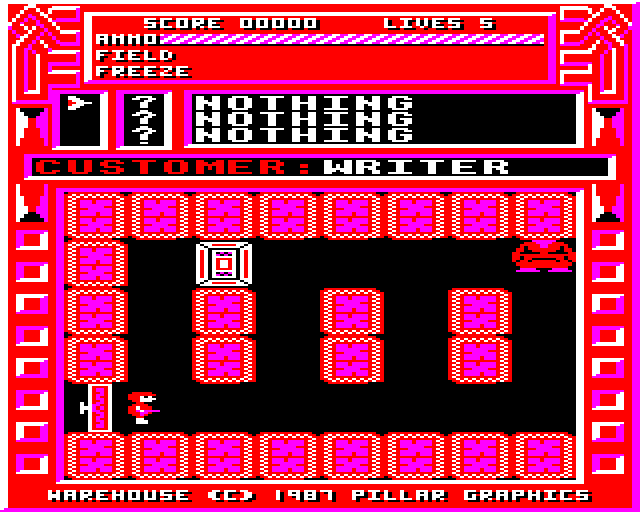 SCORE 00000 LIVES 5
AMMO
FIELD
FREEZE
? NOTHING
? NOTHING
? NOTHING
CUSTOMER: WRITER
WAREHOUSE (C) 1987 PILLAR GRAPHICS